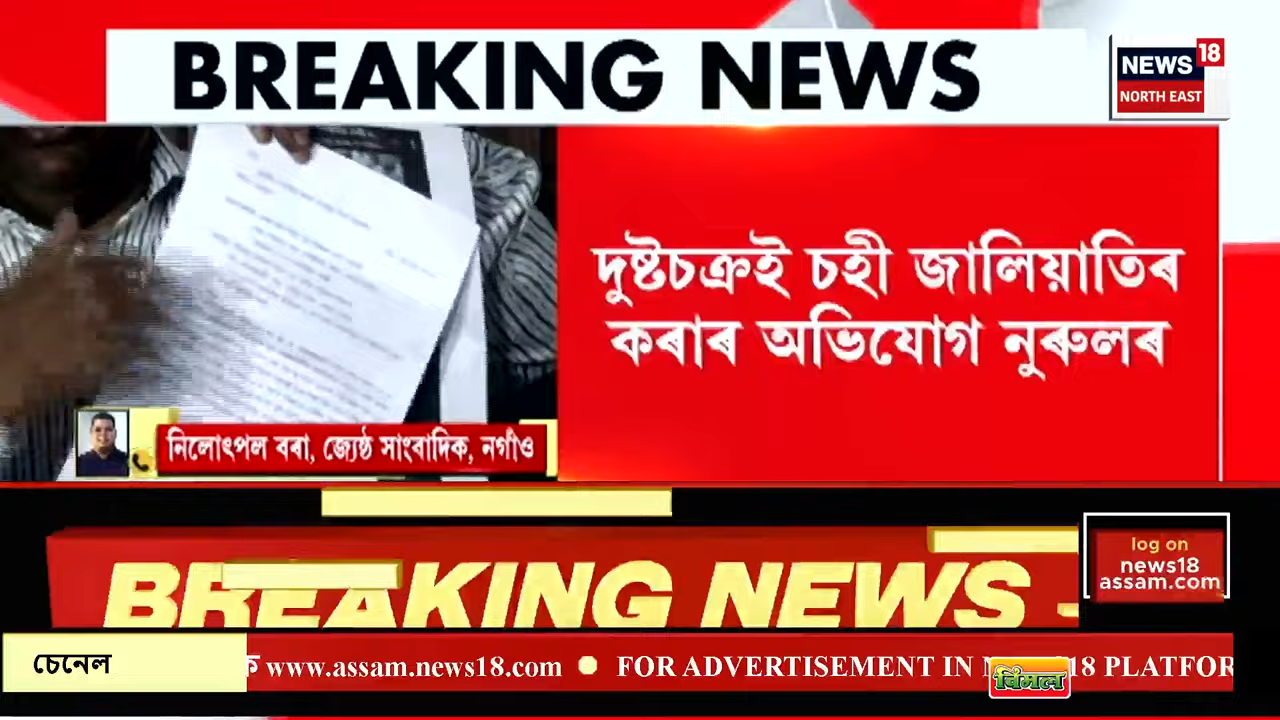 BREAKING NEWS
NEWS 18
NORTH EAST
দুষ্টচক্ৰই চহী জালিয়াতিৰ
কৰাৰ অভিযোগ নুৰুলৰ
নিলোৎপল বৰা, জ্যেষ্ঠ সাংবাদিক, নগাঁও
BREAKING NEWS -
log on
news18
assam.com
চেনেল
ক www.assam.news18.com ● FOR ADVERTISEMENT IN 18 PLATFOR
বিমল